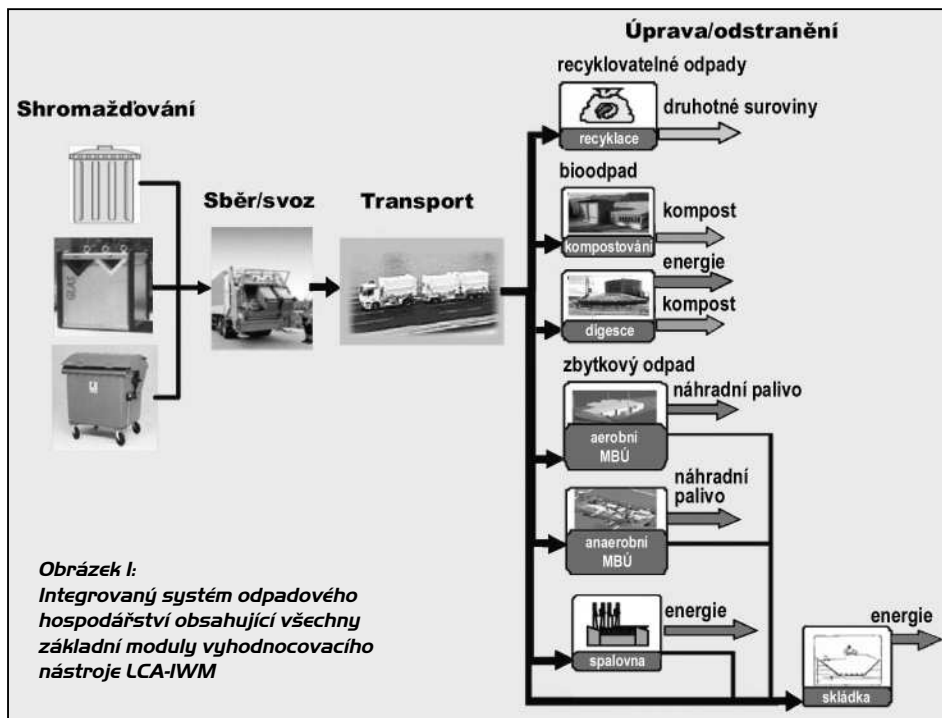 Úprava/odstranění
recyklovatelné odpady
Shromažďování
druhotné suroviny
recyklace
bioodpad
Sběr/svoz
Transport
kompost
kompostování
energie
GLAS
kompost
digesce
zbytkový odpad
náhradní palivo
aerobní
MBÚ
náhradní
palivo
anaerobní
MBÚ
Obrázek I:
Integrovaný systém odpadového
hospodářství obsahující všechny
základní moduly vyhodnocovacího
nástroje LCA-IWM
energie
spalovna
energie
skládka